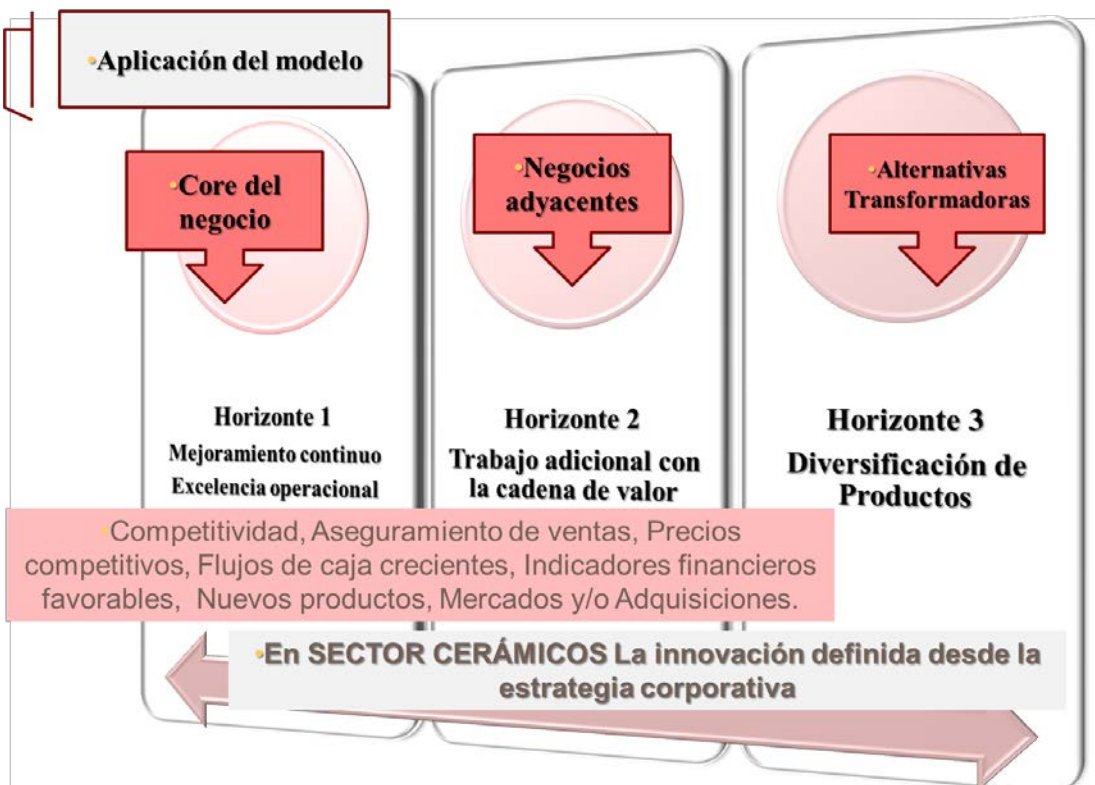 •Aplicación del modelo
•Core del
negocio
•Negocios
adyacentes
•Alternativas
Transformadoras
Horizonte 1
Mejoramiento continuo
Excelencia operacional
Horizonte 2
Trabajo adicional con
la cadena de valor
Horizonte 3
Diversificación de
Productos
•Competitividad, Aseguramiento de ventas, Precios
competitivos, Flujos de caja crecientes, Indicadores financieros
favorables, Nuevos productos, Mercados y/o Adquisiciones.
•En SECTOR CERÁMICOS La innovación definida desde la
estrategia corporativa